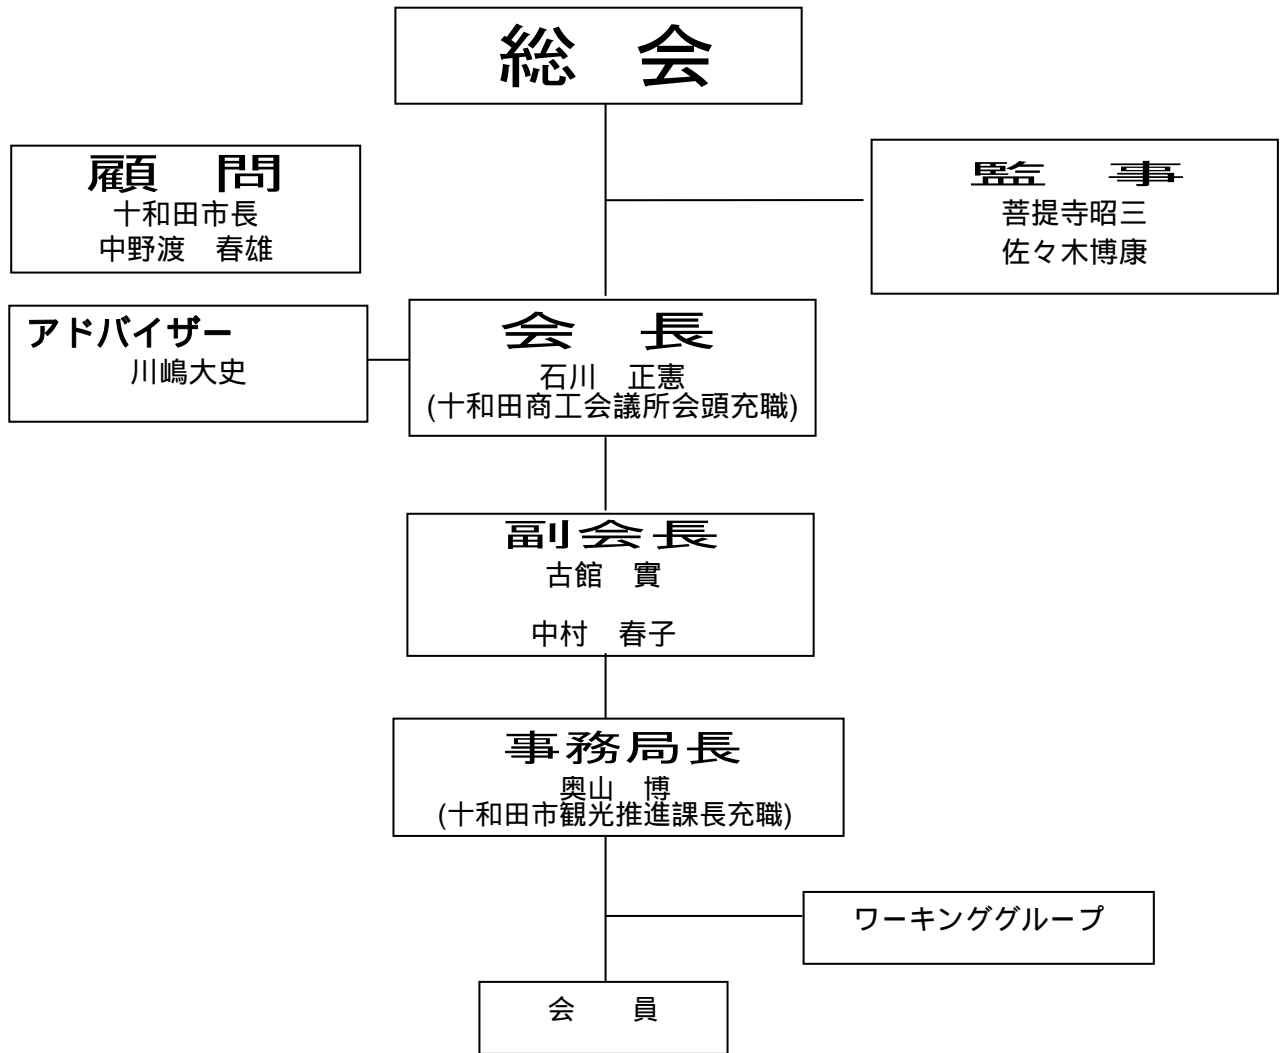 総　会
顧　問
十和田市長
中野渡　春雄
監　事
菩提寺昭三
佐々木博康
アドバイザー
川嶋大史
会　長
石川　正憲
(十和田商工会議所会頭充職)
副会長
古館　實
中村　春子
事務局長
奥山　博
(十和田市観光推進課長充職)
ワーキンググループ
会　　員